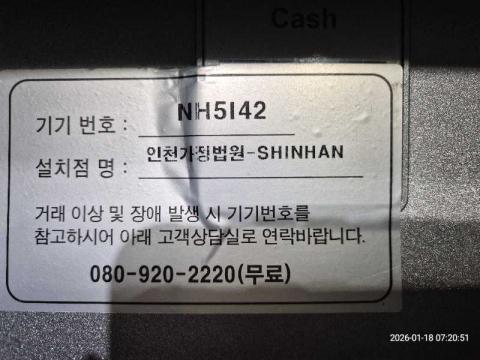 Cash
기기 번호 : NH5142
설치점 명 : 인천가정법원-SHINHAN
거래 이상 및 장애 발생 시 기기번호를
참고하시어 아래 고객상담실로 연락바랍니다.
080-920-2220(무료)
2026-01-18 07:20:51